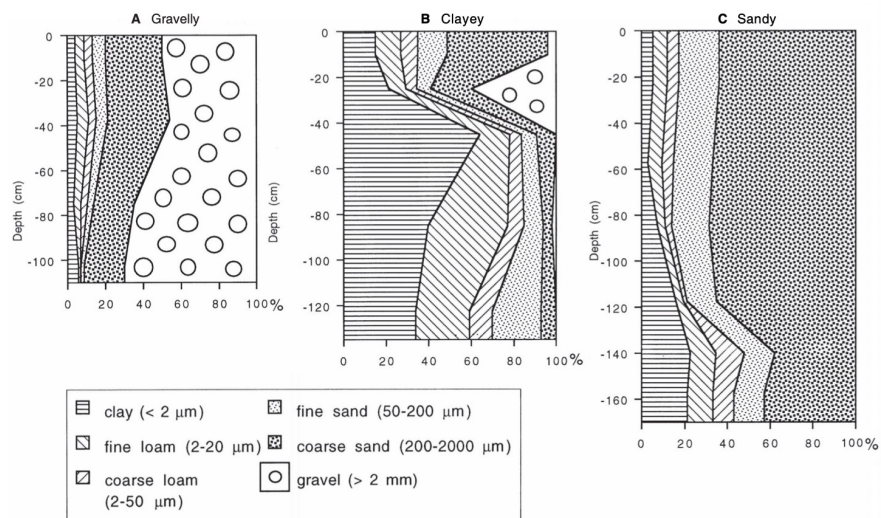 A Gravelly
B Clayey
C Sandy
0
-20
-40
-60
-80
-100
Depth (cm)
0 20 40 60 80 100%
0
-20
-40
-60
-80
-100
-120
Depth (cm)
0 20 40 60 80 100%
0
-20
-40
-60
-80
-100
-120
-140
-160
Depth (cm)
0 20 40 60 80 100%
clay (< 2 μm)
fine loam (2-20 μm)
coarse loam
(2-50 μm)
fine sand (50-200 μm)
coarse sand (200-2000 μm)
gravel (> 2 mm)